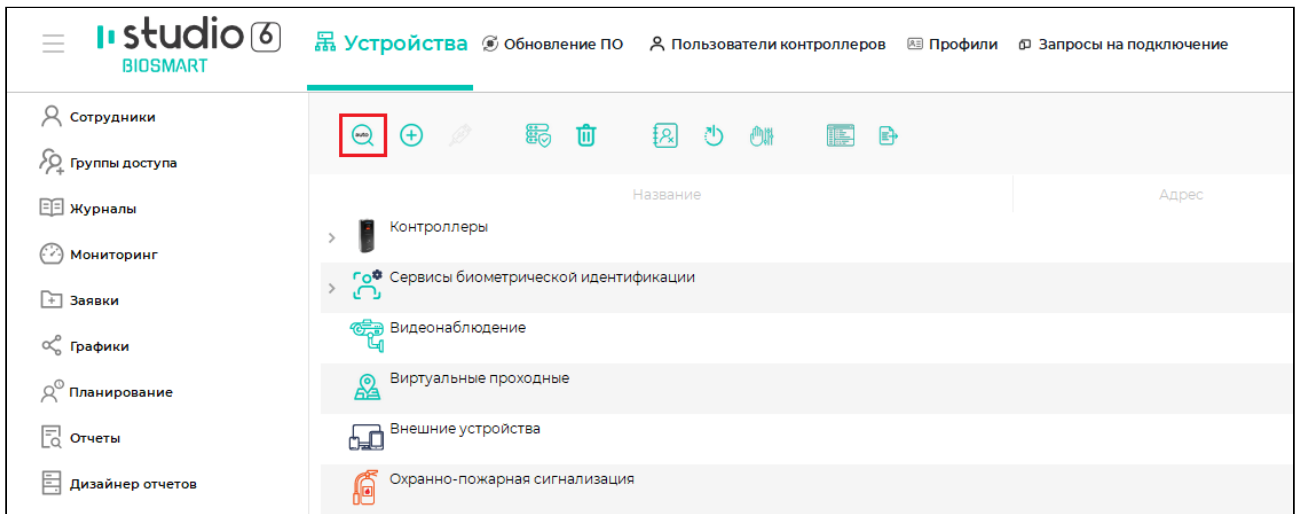 studio 6
BIOSMART
Устройства
Обновление ПО
Пользователи контроллеров
Профили
Запросы на подключение
Сотрудники
Группы доступа
Журналы
Мониторинг
Заявки
Графики
Планирование
Отчеты
Дизайнер отчетов
auto
Название
Адрес
Контроллеры
Сервисы биометрической идентификации
Видеонаблюдение
Виртуальные проходные
Внешние устройства
Охранно-пожарная сигнализация